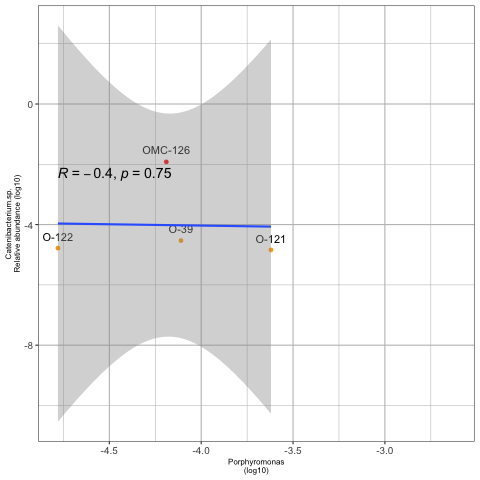 0
OMC-126
R = −0.4, p = 0.75
-4
O-39
O-122
O-121
-8
Catenibacterium.sp.
Relative abundance (log10)
-4.5
-4.0
-3.5
-3.0
Porphyromonas
(log10)